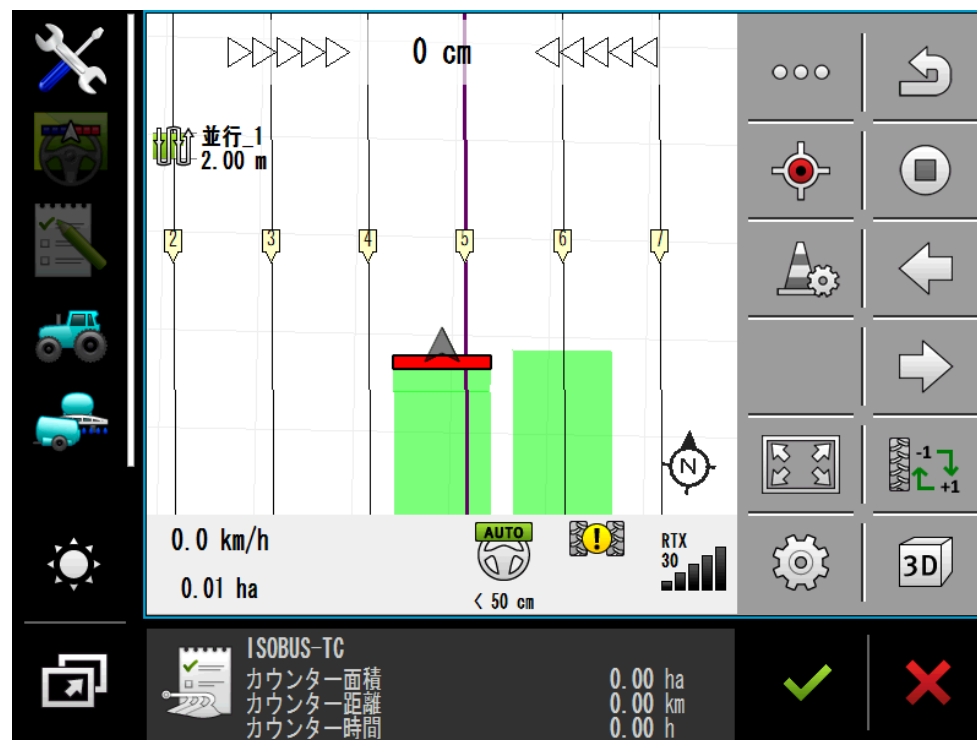 0 cm
並行_1
2.00 m
2
3
4
5
6
7
N
-1
+1
0.0 km/h
AUTO
RTX
30
0.01 ha
< 50 cm
3D
ISOBUS-TC
カウンター面積 0.00 ha
カウンター距離 0.00 km
カウンター時間 0.00 h